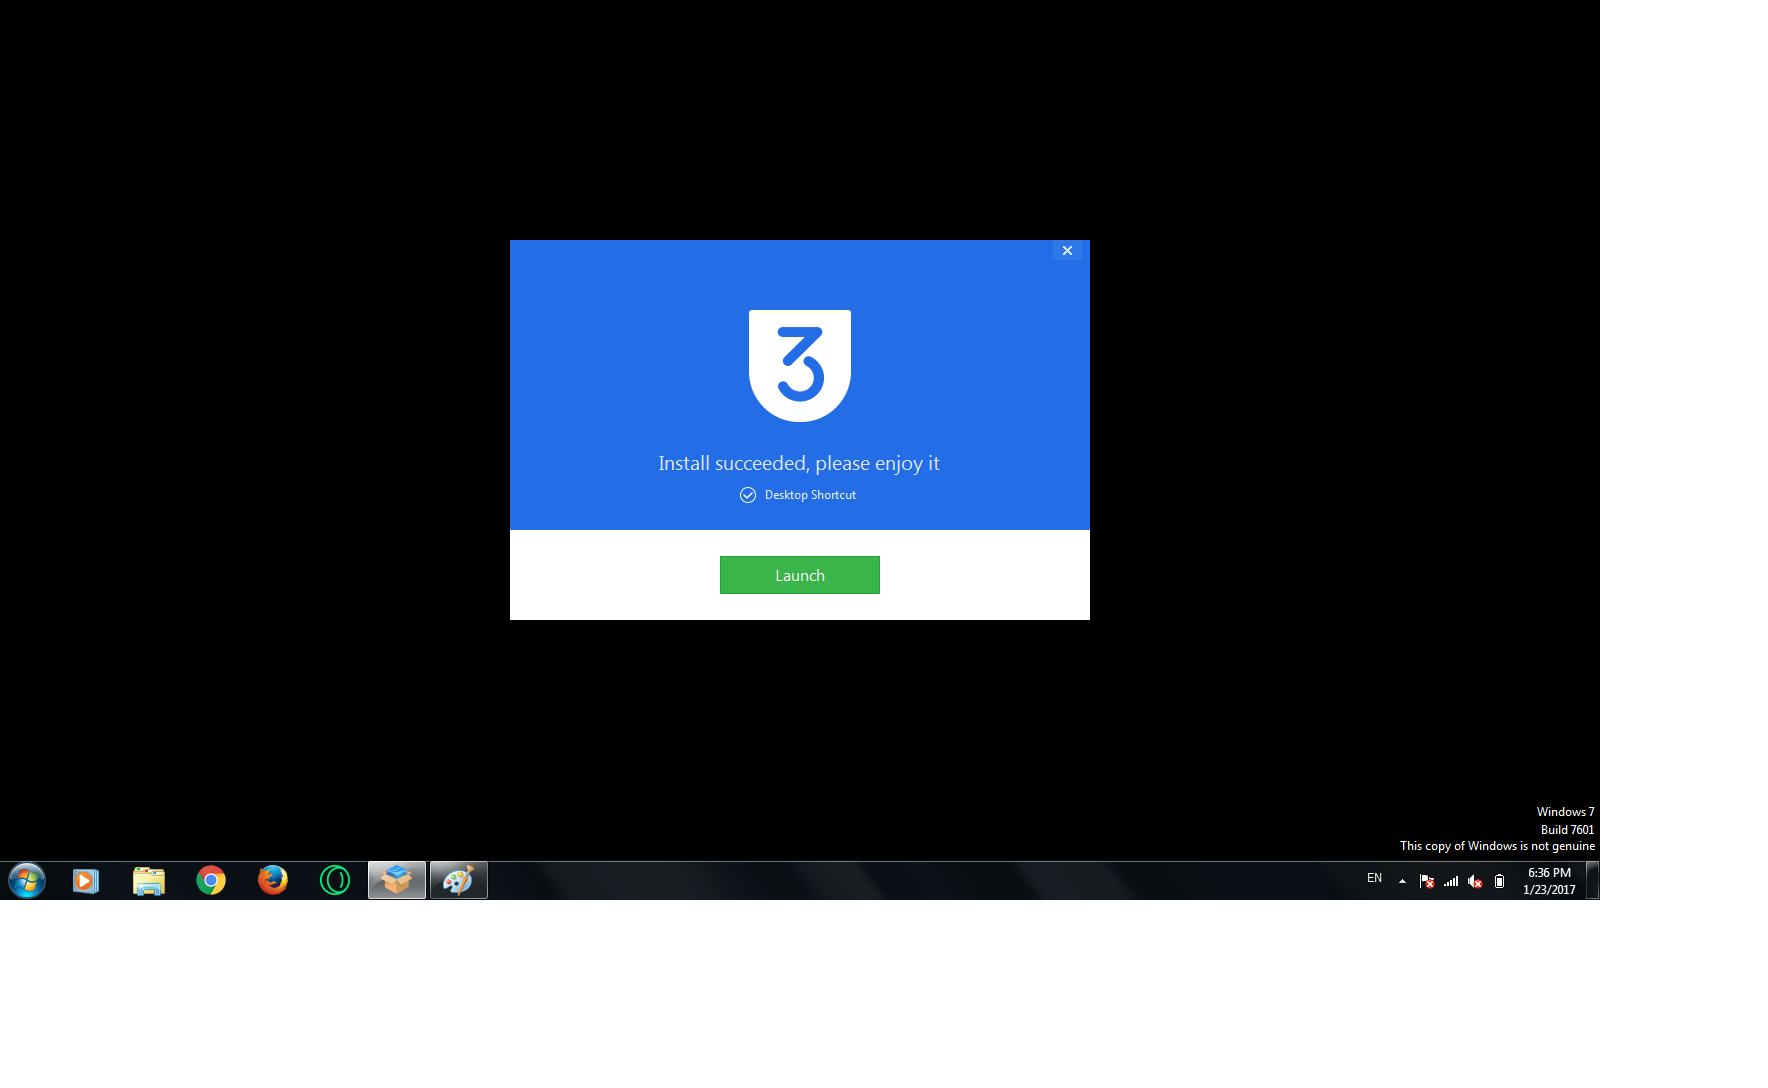 3
Install succeeded, please enjoy it
Desktop Shortcut
Launch
Windows 7
Build 7601
This copy of Windows is not genuine
EN
6:36 PM
1/23/2017